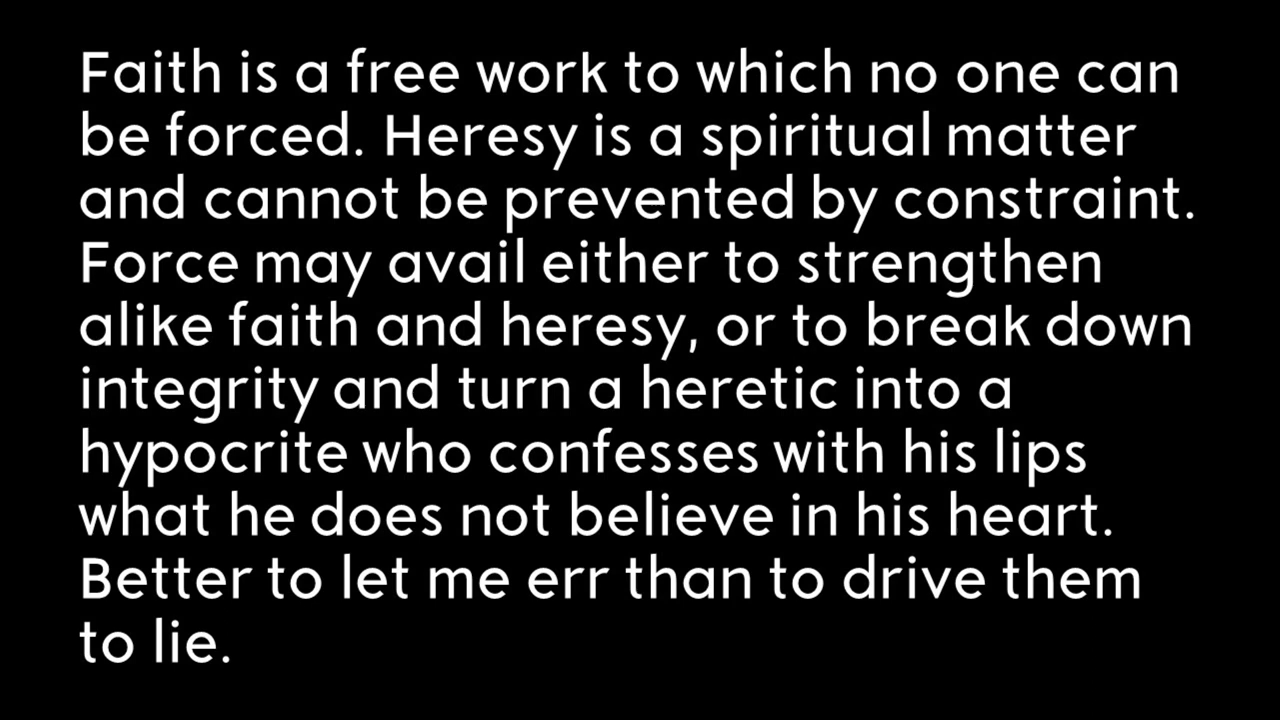 Faith is a free work to which no one can
be forced. Heresy is a spiritual matter
and cannot be prevented by constraint.
Force may avail either to strengthen
alike faith and heresy, or to break down
integrity and turn a heretic into a
hypocrite who confesses with his lips
what he does not believe in his heart.
Better to let me err than to drive them
to lie.